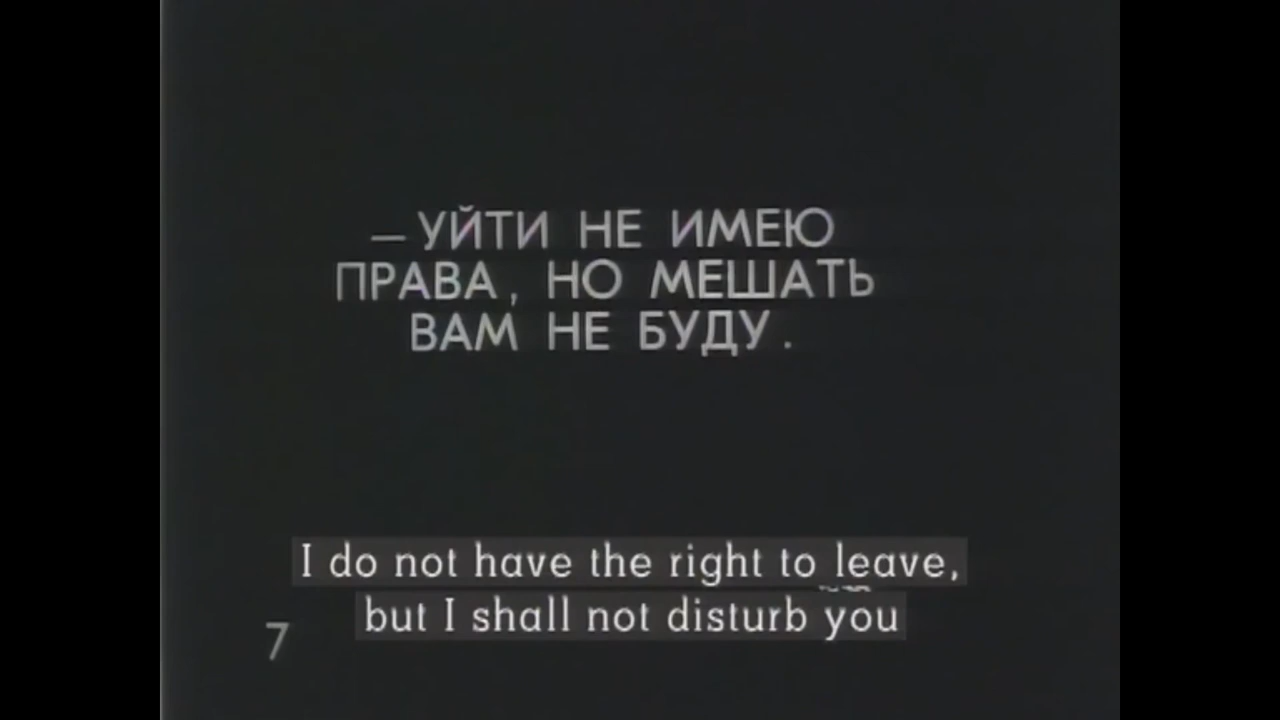 —УЙТИ НЕ ИМЕЮ
ПРАВА, НО МЕШАТЬ
ВАМ НЕ БУДУ.
I do not have the right to leave,
but I shall not disturb you
7